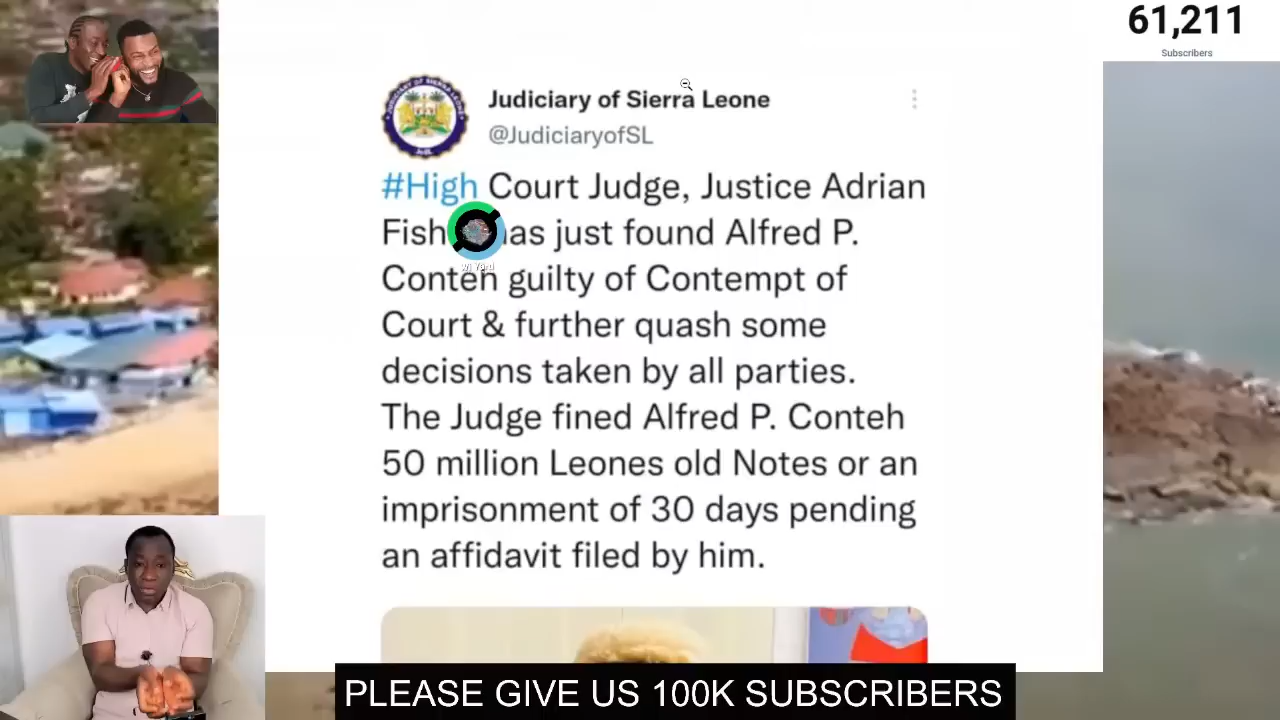 61,211
Subscribers
Judiciary of Sierra Leone
@JudiciaryofSL
#High Court Judge, Justice Adrian
Fish has just found Alfred P.
Conteh guilty of Contempt of
Court & further quash some
decisions taken by all parties.
The Judge fined Alfred P. Conteh
50 million Leones old Notes or an
imprisonment of 30 days pending
an affidavit filed by him.
PLEASE GIVE US 100K SUBSCRIBERS